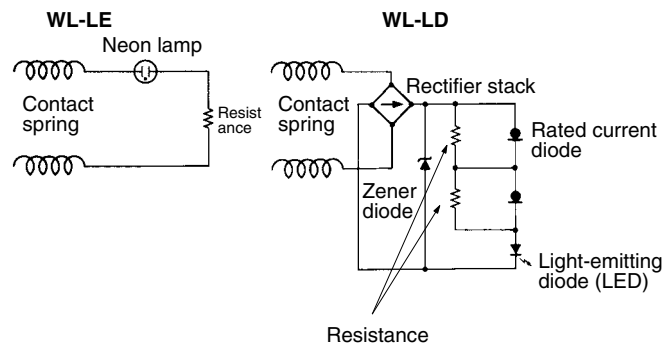 WL-LE
Neon lamp
Contact
spring
Resist
ance
WL-LD
Contact
spring
Rectifier stack
Rated current
diode
Zener
diode
Light-emitting
diode (LED)
Resistance